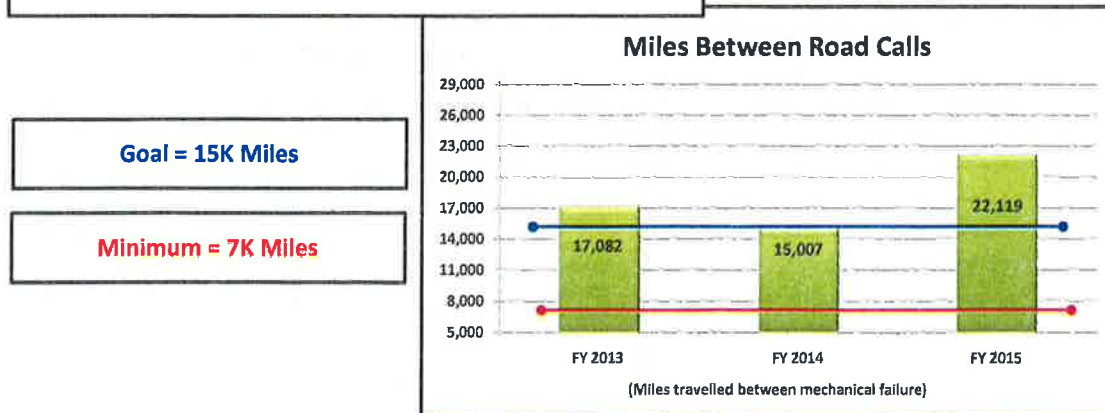 Goal = 15K Miles
Minimum = 7K Miles
Miles Between Road Calls
29,000
26,000
23,000
20,000
17,000
14,000
11,000
8,000
5,000
17,082
15,007
22,119
FY 2013
FY 2014
FY 2015
(Miles travelled between mechanical failure)